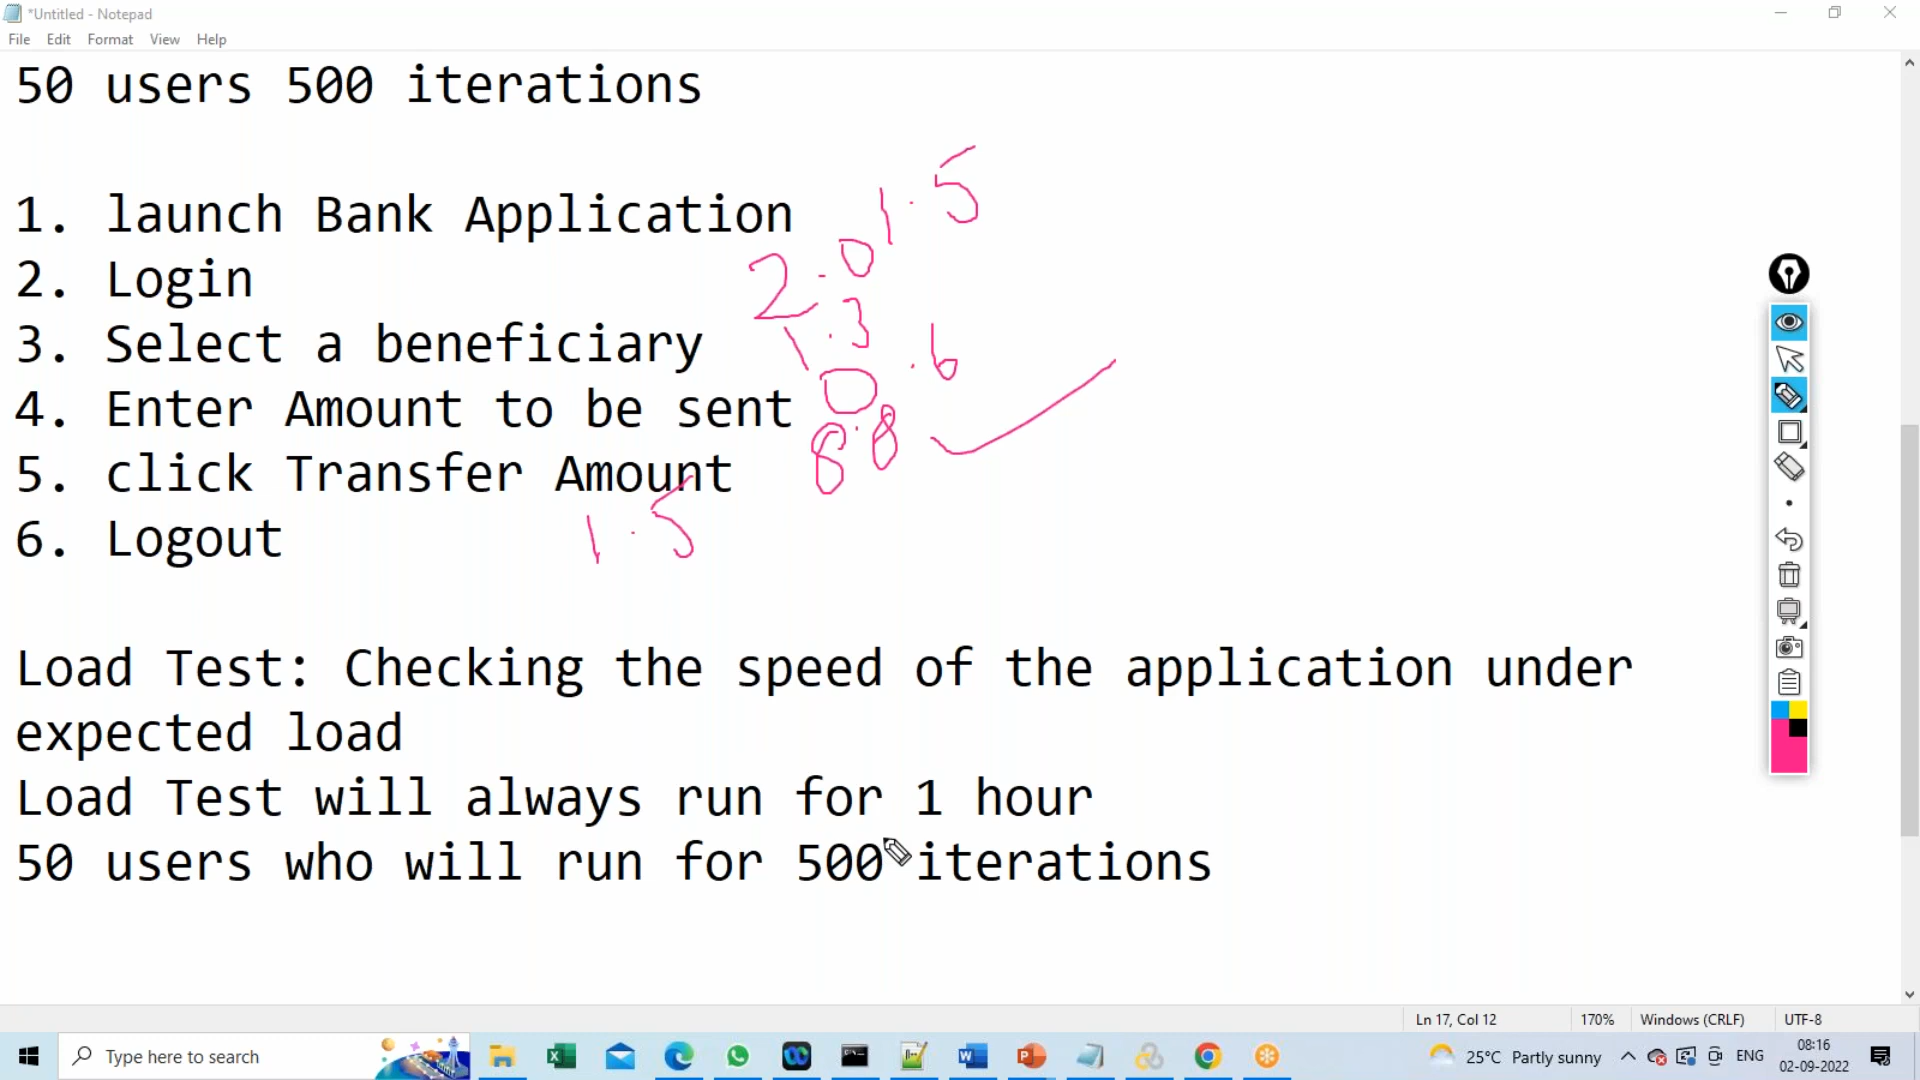 *Untitled - Notepad
File Edit Format View Help
50 users 500 iterations
1. launch Bank Application 1.5
2. Login 2.0
3. Select a beneficiary 1.3
4. Enter Amount to be sent 0.6
5. click Transfer Amount 8.8
6. Logout 1.5
Load Test: Checking the speed of the application under
expected load
Load Test will always run for 1 hour
50 users who will run for 500 iterations
Ln 17, Col 12 170% Windows (CRLF) UTF-8
Type here to search
25°C Partly sunny
ENG
08:16
02-09-2022